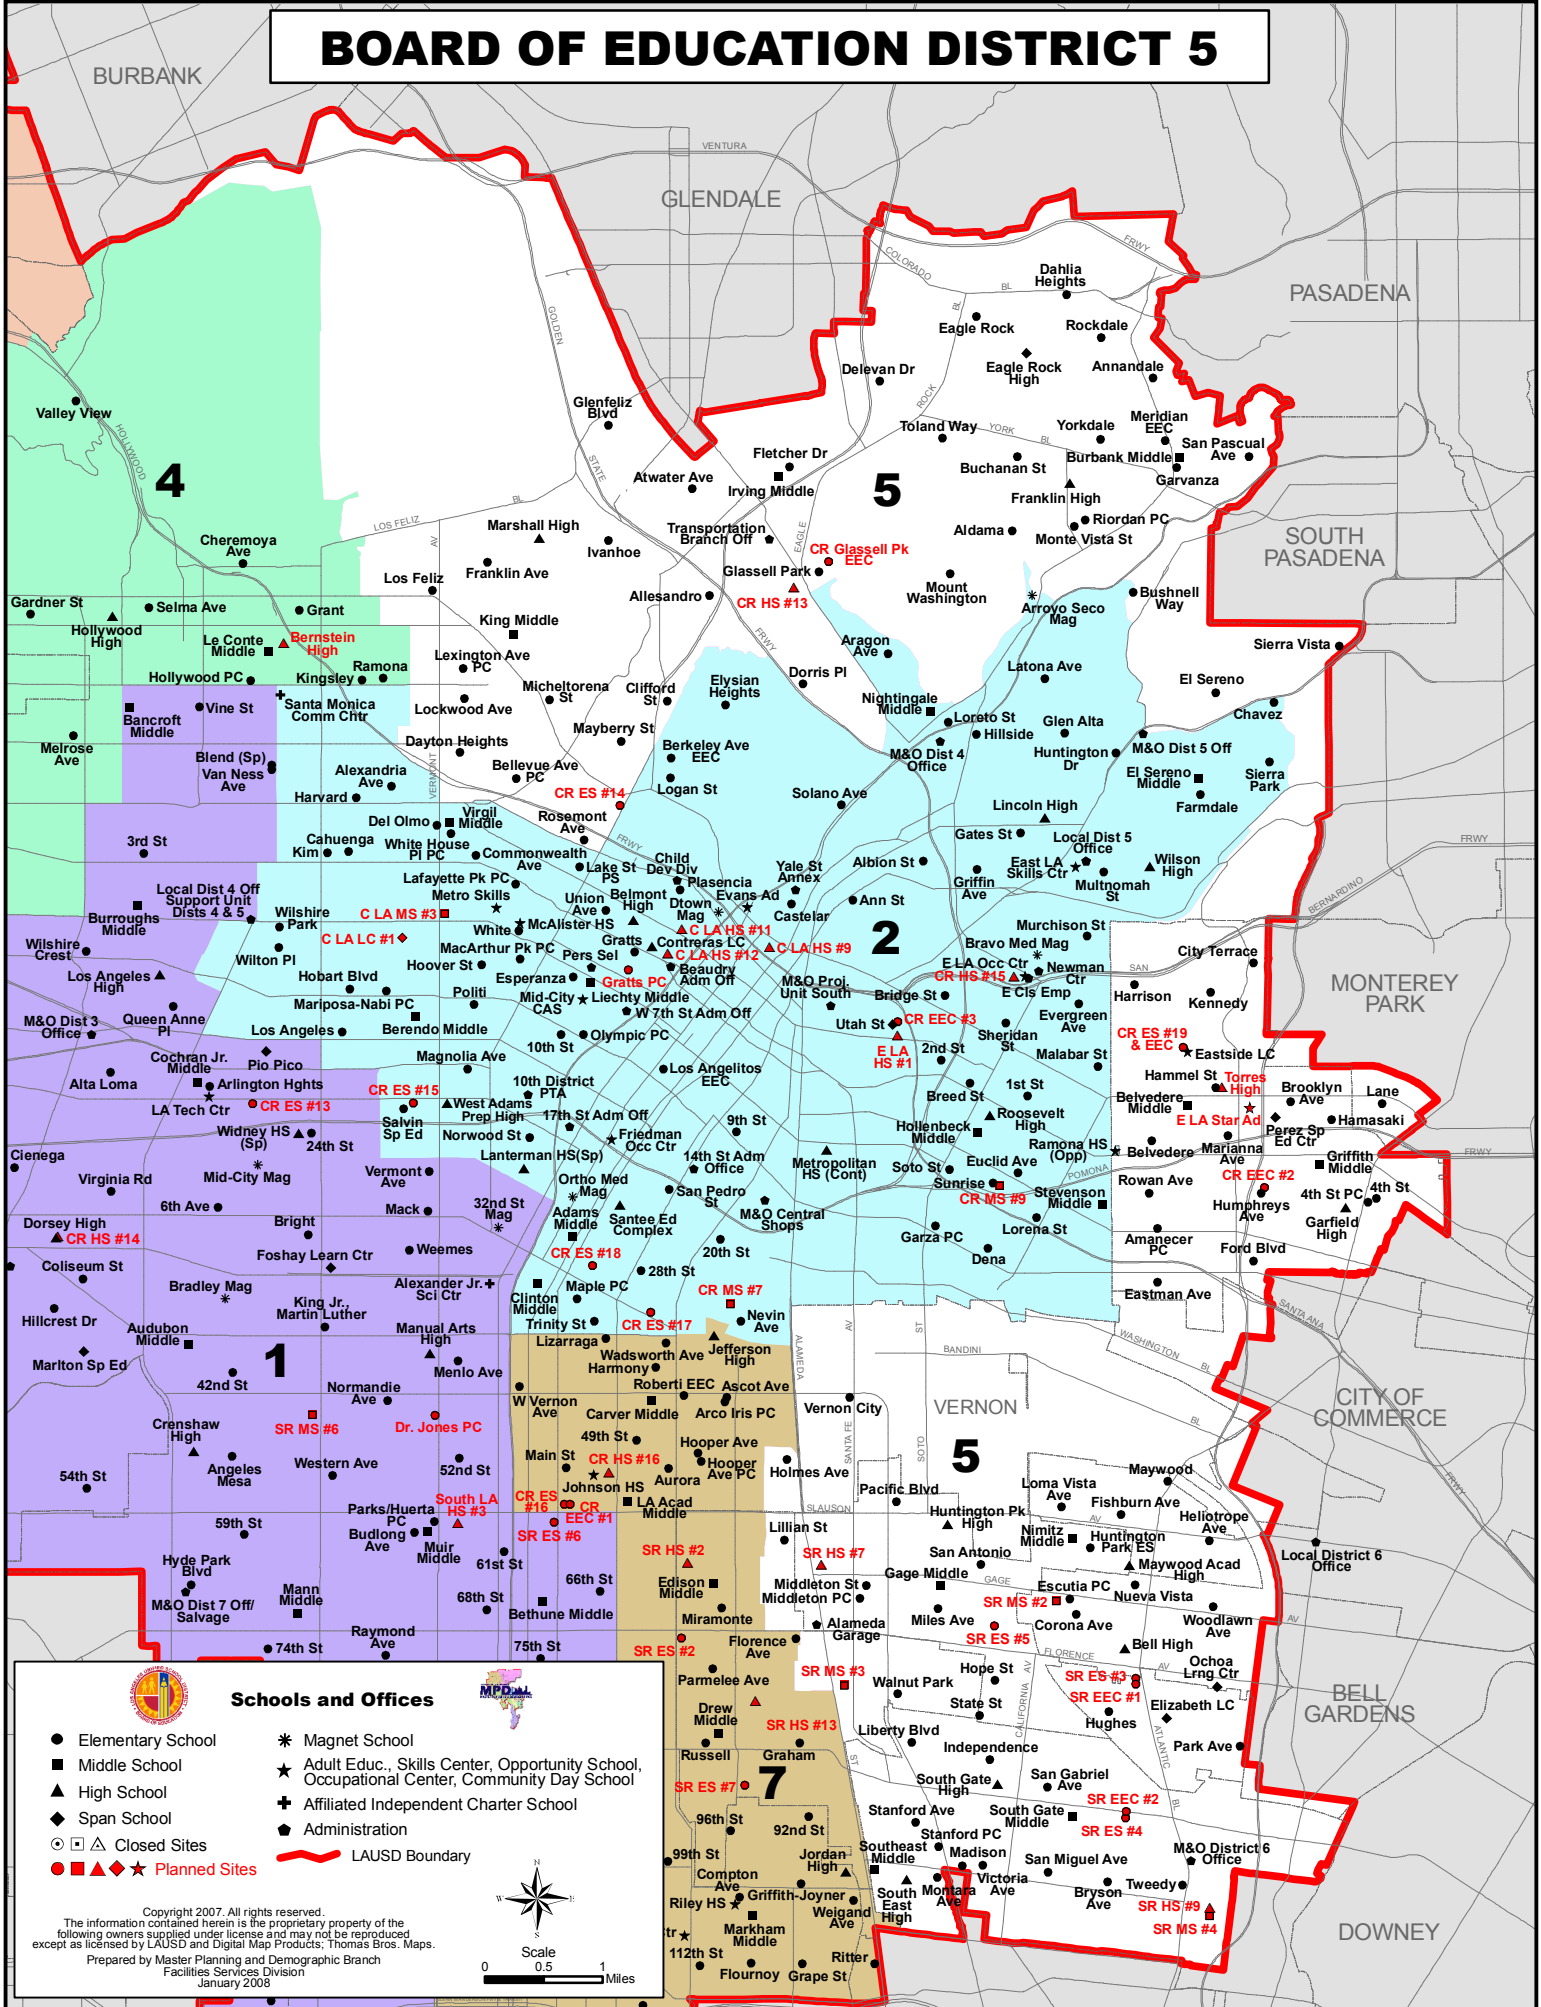 BOARD OF EDUCATION DISTRICT 5
BURBANK
VENTURA
GLENDALE
COLORADO
BL
FRWY
PASADENA
Dahlia
Heights
BL
Eagle Rock
Rockdale
GOLDEN
Eagle Rock
High
Annandale
Delevan Dr
ROCK
Valley View
HOLLYWOOD
Glenfeliz
Blvd
Toland Way
YORK
BL
Yorkdale
Meridian
EEC
San Pascual
Ave
Fletcher Dr
Buchanan St
Burbank Middle
Garvanza
STATE
Atwater Ave
Irving Middle
4
5
Franklin High
BL
LOS FELIZ
Marshall High
Transportation
Branch Off
EAGLE
Aldama
Riordan PC
Monte Vista St
SOUTH
PASADENA
AV
Cheremoya
Ave
Ivanhoe
CR Glassell Pk
EEC
Glassell Park
Franklin Ave
Los Feliz
Mount
Washington
Gardner St
Selma Ave
Grant
Allesandro
CR HS #13
Arroyo Seco
Mag
Bushnell
Way
Hollywood
High
Le Conte
Middle
Bernstein
High
King Middle
FRWY
Aragon
Ave
Sierra Vista
Hollywood PC
Kingsley
Ramona
Lexington Ave
PC
Micheltorena
St
Clifford
St
Elysian
Heights
Dorris Pl
Latona Ave
El Sereno
Bancroft
Middle
Vine St
Santa Monica
Comm Chtr
Lockwood Ave
Nightingale
Middle
Loreto St
Hillside
Glen Alta
Chavez
Melrose
Ave
Mayberry St
Dayton Heights
Berkeley Ave
EEC
M&O Dist 4
Office
Huntington
Dr
M&O Dist 5 Off
Blend (Sp)
Van Ness
Ave
Alexandria
Ave
VERMONT
Bellevue Ave
PC
El Sereno
Middle
Sierra
Park
Harvard
CR ES #14
Logan St
Solano Ave
Farmdale
Del Olmo
Virgil
Middle
Rosemont
Ave
FRWY
Lincoln High
3rd St
Cahuenga
Kim
White House
Pl PC
Commonwealth
Ave
Gates St
Local Dist 5
Office
FRWY
Lake St
PS
Child
Dev Div
Yale St
Annex
Albion St
East LA
Skills Ctr
Wilson
High
Local Dist 4 Off
Support Unit
Dists 4 & 5
Lafayette Pk PC
Plasencia
Griffin
Ave
Multnomah
St
BERNARDINO
Metro Skills
Union
Ave
Belmont
High
Dtown
Mag
Evans Ad
Castelar
Ann St
Burroughs
Middle
Wilshire
Park
C LA MS #3
White
McAlister HS
C LA HS #11
2
Murchison St
Wilshire
Crest
C LA LC #1
Wilton Pl
MacArthur Pk PC
Gratts
Contreras LC
C LA HS #12
C LA HS #9
Bravo Med Mag
City Terrace
Los Angeles
High
Hobart Blvd
Hoover St
Pers Sel
Gratts PC
Beaudry
Adm Off
E LA Occ Ctr
CR HS #15
Newman
Ctr
SAN
Esperanza
M&O Proj.
Unit South
E Cls Emp
MONTEREY
PARK
Mariposa-Nabi PC
Politi
Mid-City
CAS
Liechty Middle
Bridge St
Harrison
Kennedy
M&O Dist 3
Office
Queen Anne
Pl
Los Angeles
Berendo Middle
W 7th St Adm Off
Utah St
CR EEC #3
Evergreen
Ave
10th St
Olympic PC
E LA
HS #1
Sheridan
St
CR ES #19
& EEC
Cochran Jr.
Middle
Pio Pico
Magnolia Ave
2nd St
Malabar St
Eastside LC
Alta Loma
Arlington Hghts
Los Angelitos
EEC
Hammel St
Torres
High
LA Tech Ctr
CR ES #13
CR ES #15
10th District
PTA
Breed St
1st St
Brooklyn
Ave
Lane
Salvin
Sp Ed
West Adams
Prep High
17th St Adm Off
9th St
Belvedere
Middle
E LA Star Ad
Roosevelt
High
Perez Sp
Ed Ctr
Hamasaki
Widney HS
(Sp)
24th St
Norwood St
Friedman
Occ Ctr
Hollenbeck
Middle
Ramona HS
(Opp)
Belvedere
Marianna
Ave
FRWY
Cienega
Lanterman HS(Sp)
14th St Adm
Office
Metropolitan
HS (Cont)
Soto St
Euclid Ave
POMONA
Griffith
Middle
Virginia Rd
Mid-City Mag
Vermont
Ave
Ortho Med
Mag
San Pedro
St
Sunrise
CR MS #9
Stevenson
Middle
Rowan Ave
CR EEC #2
4th St PC
4th St
6th Ave
Mack
32nd St
Mag
Adams
Middle
Santee Ed
Complex
M&O Central
Shops
Lorena St
Humphreys
Ave
Garfield
High
Dorsey High
CR HS #14
Bright
Garza PC
Amanecer
PC
Coliseum St
Foshay Learn Ctr
Weemes
CR ES #18
20th St
Dena
Ford Blvd
Bradley Mag
Alexander Jr.
Sci Ctr
Maple PC
28th St
CR MS #7
Eastman Ave
Hillcrest Dr
King Jr.,
Martin Luther
Clinton
Middle
Trinity St
CR ES #17
Nevin
Ave
SANTA ANA
Audubon
Middle
Manual Arts
High
Lizarraga
Wadsworth Ave
Jefferson
High
ALAMEDA
AV
ST
WASHINGTON
BL
Marlton Sp Ed
1
Menlo Ave
Harmony
BANDINI
42nd St
Normandie
Ave
W Vernon
Ave
Roberti EEC
Ascot Ave
Vernon City
VERNON
CITY OF
COMMERCE
Crenshaw
High
SR MS #6
Dr. Jones PC
Carver Middle
Arco Iris PC
BL
49th St
SANTA FE
SOTO
Angeles
Mesa
Western Ave
52nd St
Main St
CR HS #16
Hooper Ave
Hooper
Ave PC
Holmes Ave
5
Maywood
54th St
Aurora
Pacific Blvd
Loma Vista
Ave
FRWY
Johnson HS
Parks/Huerta
PC
South LA
HS #3
CR ES
#16
CR
EEC #1
LA Acad
Middle
SLAUSON
Huntington Pk
High
Fishburn Ave
AV
Heliotrope
Ave
59th St
Budlong
Ave
Muir
Middle
SR ES #6
Lillian St
Nimitz
Middle
Huntington
Park ES
Local District 6
Office
Hyde Park
Blvd
61st St
SR HS #2
SR HS #7
San Antonio
Maywood Acad
High
M&O Dist 7 Off/
Salvage
Mann
Middle
66th St
Edison
Middle
Middleton St
Middleton PC
Gage Middle
GAGE
Escutia PC
SR MS #2
Nueva Vista
68th St
Bethune Middle
Miramonte
Alameda
Garage
Miles Ave
Corona Ave
Woodlawn
Ave
AV
74th St
Raymond
Ave
75th St
SR ES #2
Florence
Ave
SR ES #5
FLORENCE
AV
Bell High
Parmelee Ave
SR MS #3
Hope St
SR ES #3
SR EEC #1
Ochoa
Lrng Ctr
BELL
GARDENS
Walnut Park
State St
AV
CALIFORNIA
Elizabeth LC
Drew
Middle
SR HS #13
Liberty Blvd
Hughes
ATLANTIC
Russell
Graham
ST
Independence
Park Ave
SR ES #7
7
South Gate
High
San Gabriel
Ave
BL
96th St
92nd St
Stanford Ave
South Gate
Middle
SR EEC #2
SR ES #4
Stanford PC
99th St
Jordan
High
Southeast
Middle
Madison
San Miguel Ave
M&O District 6
Office
Compton
Ave
Griffith-Joyner
Victoria
Ave
Montara
Ave
Bryson
Ave
Tweedy
Riley HS
Weigand
Ave
South
East
High
SR HS #9
SR MS #4
Markham
Middle
DOWNEY
tr
112th St
Flournoy
Grape St
Ritter
Schools and Offices
Elementary School
Middle School
High School
Span School
Closed Sites
Planned Sites
Magnet School
Adult Educ., Skills Center, Opportunity School,
Occupational Center, Community Day School
Affiliated Independent Charter School
Administration
LAUSD Boundary
Copyright 2007. All rights reserved.
The information contained herein is the proprietary property of the
following owners supplied under license and may not be reproduced
except as licensed by LAUSD and Digital Map Products; Thomas Bros. Maps.
Prepared by Master Planning and Demographic Branch
Facilities Services Division
January 2008
N
W
E
S
Scale
0 0.5 1
Miles